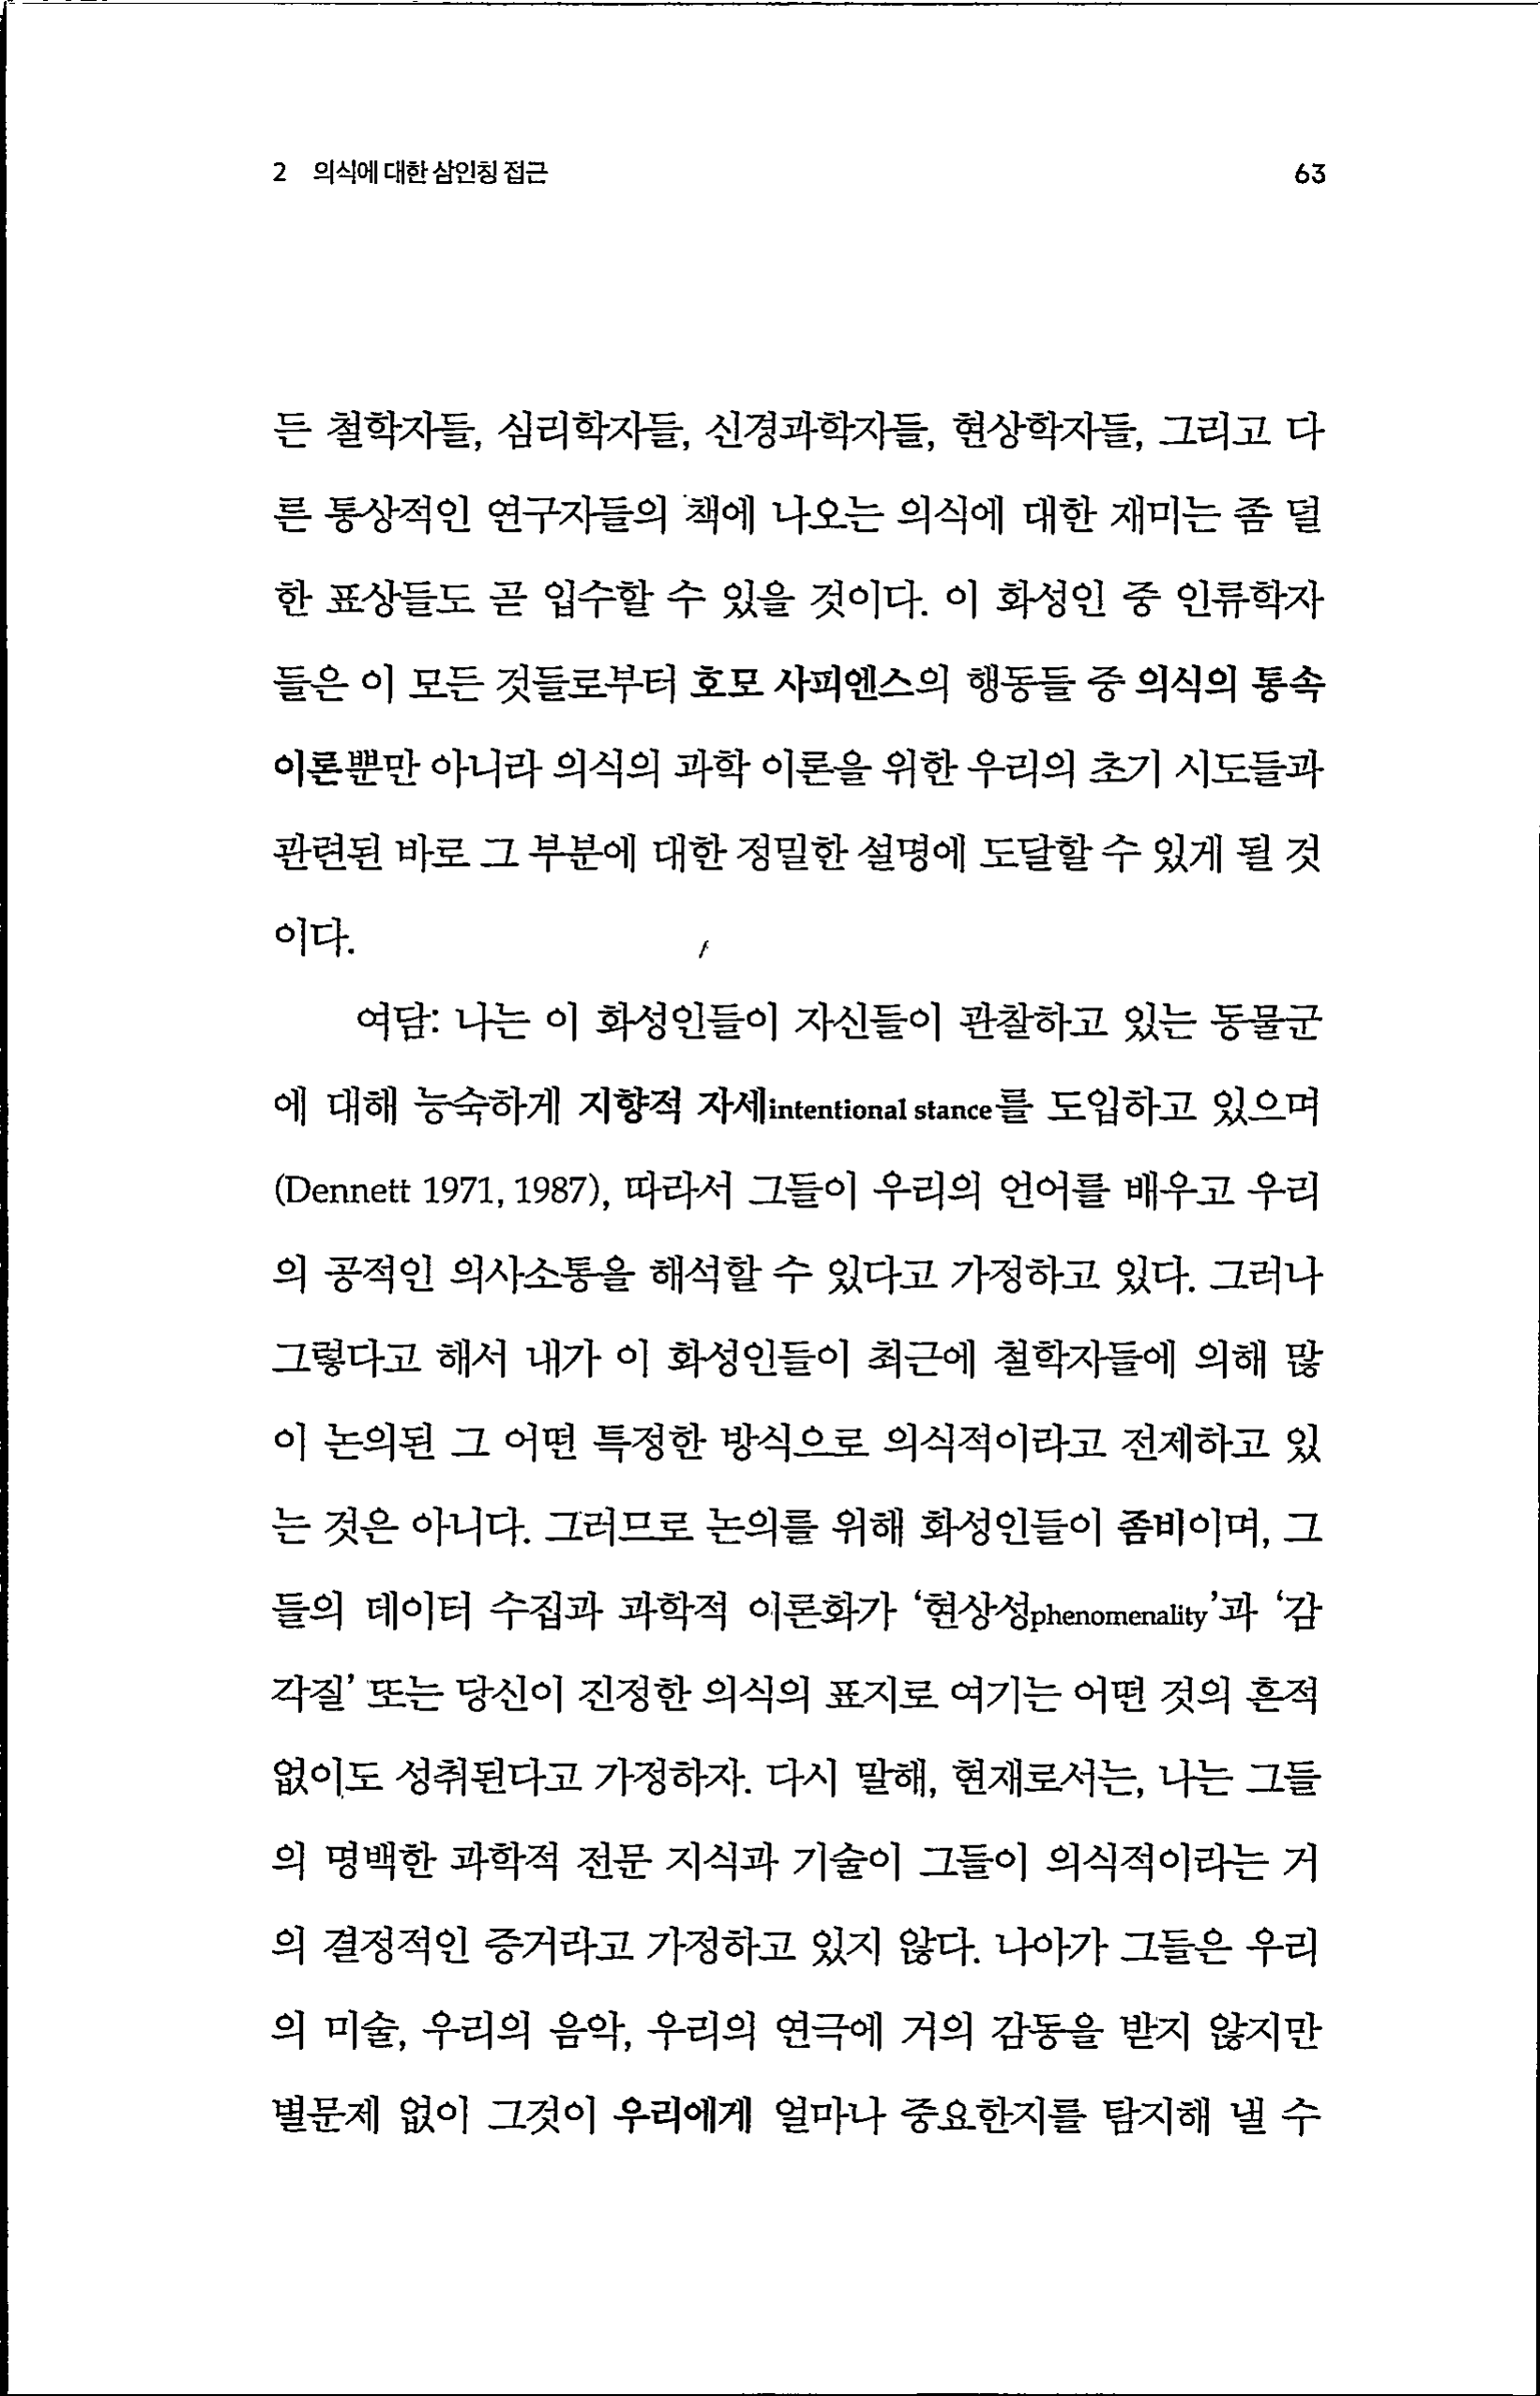 2 의식에 대한 삼인칭 접근 63
든 철학자들, 심리학자들, 신경과학자들, 현상학자들, 그리고 다
른 통상적인 연구자들의 책에 나오는 의식에 대한 재미는 좀 덜
한 표상들도 곧 입수할 수 있을 것이다. 이 화성인 중 인류학자
들은 이 모든 것들로부터 호모 사피엔스의 행동들 중 의식의 통속
이론뿐만 아니라 의식의 과학 이론을 위한 우리의 초기 시도들과
관련된 바로 그 부분에 대한 정밀한 설명에 도달할 수 있게 될 것
이다.
여담: 나는 이 화성인들이 자신들이 관찰하고 있는 동물군
에 대해 능숙하게 지향적 자세intentional stance를 도입하고 있으며
(Dennett 1971, 1987), 따라서 그들이 우리의 언어를 배우고 우리
의 공적인 의사소통을 해석할 수 있다고 가정하고 있다. 그러나
그렇다고 해서 내가 이 화성인들이 최근에 철학자들에 의해 많
이 논의된 그 어떤 특정한 방식으로 의식적이라고 전제하고 있
는 것은 아니다. 그러므로 논의를 위해 화성인들이 좀비이며, 그
들의 데이터 수집과 과학적 이론화가 ‘현상성phenomenality’과 ‘감
각질’ 또는 당신이 진정한 의식의 표지로 여기는 어떤 것의 흔적
없이도 성취된다고 가정하자. 다시 말해, 현재로서는, 나는 그들
의 명백한 과학적 전문 지식과 기술이 그들이 의식적이라는 거
의 결정적인 증거라고 가정하고 있지 않다. 나아가 그들은 우리
의 미술, 우리의 음악, 우리의 연극에 거의 감동을 받지 않지만
별문제 없이 그것이 우리에게 얼마나 중요한지를 탐지해 낼 수